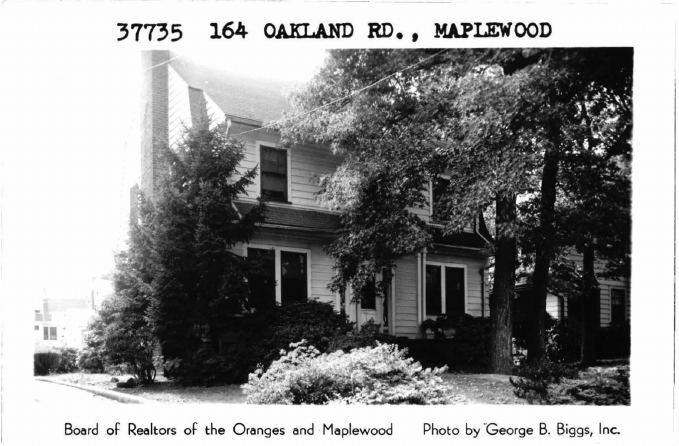 37735 164 OAKLAND RD., MAPLEWOOD
Board of Realtors of the Oranges and Maplewood Photo by George B. Biggs, Inc.